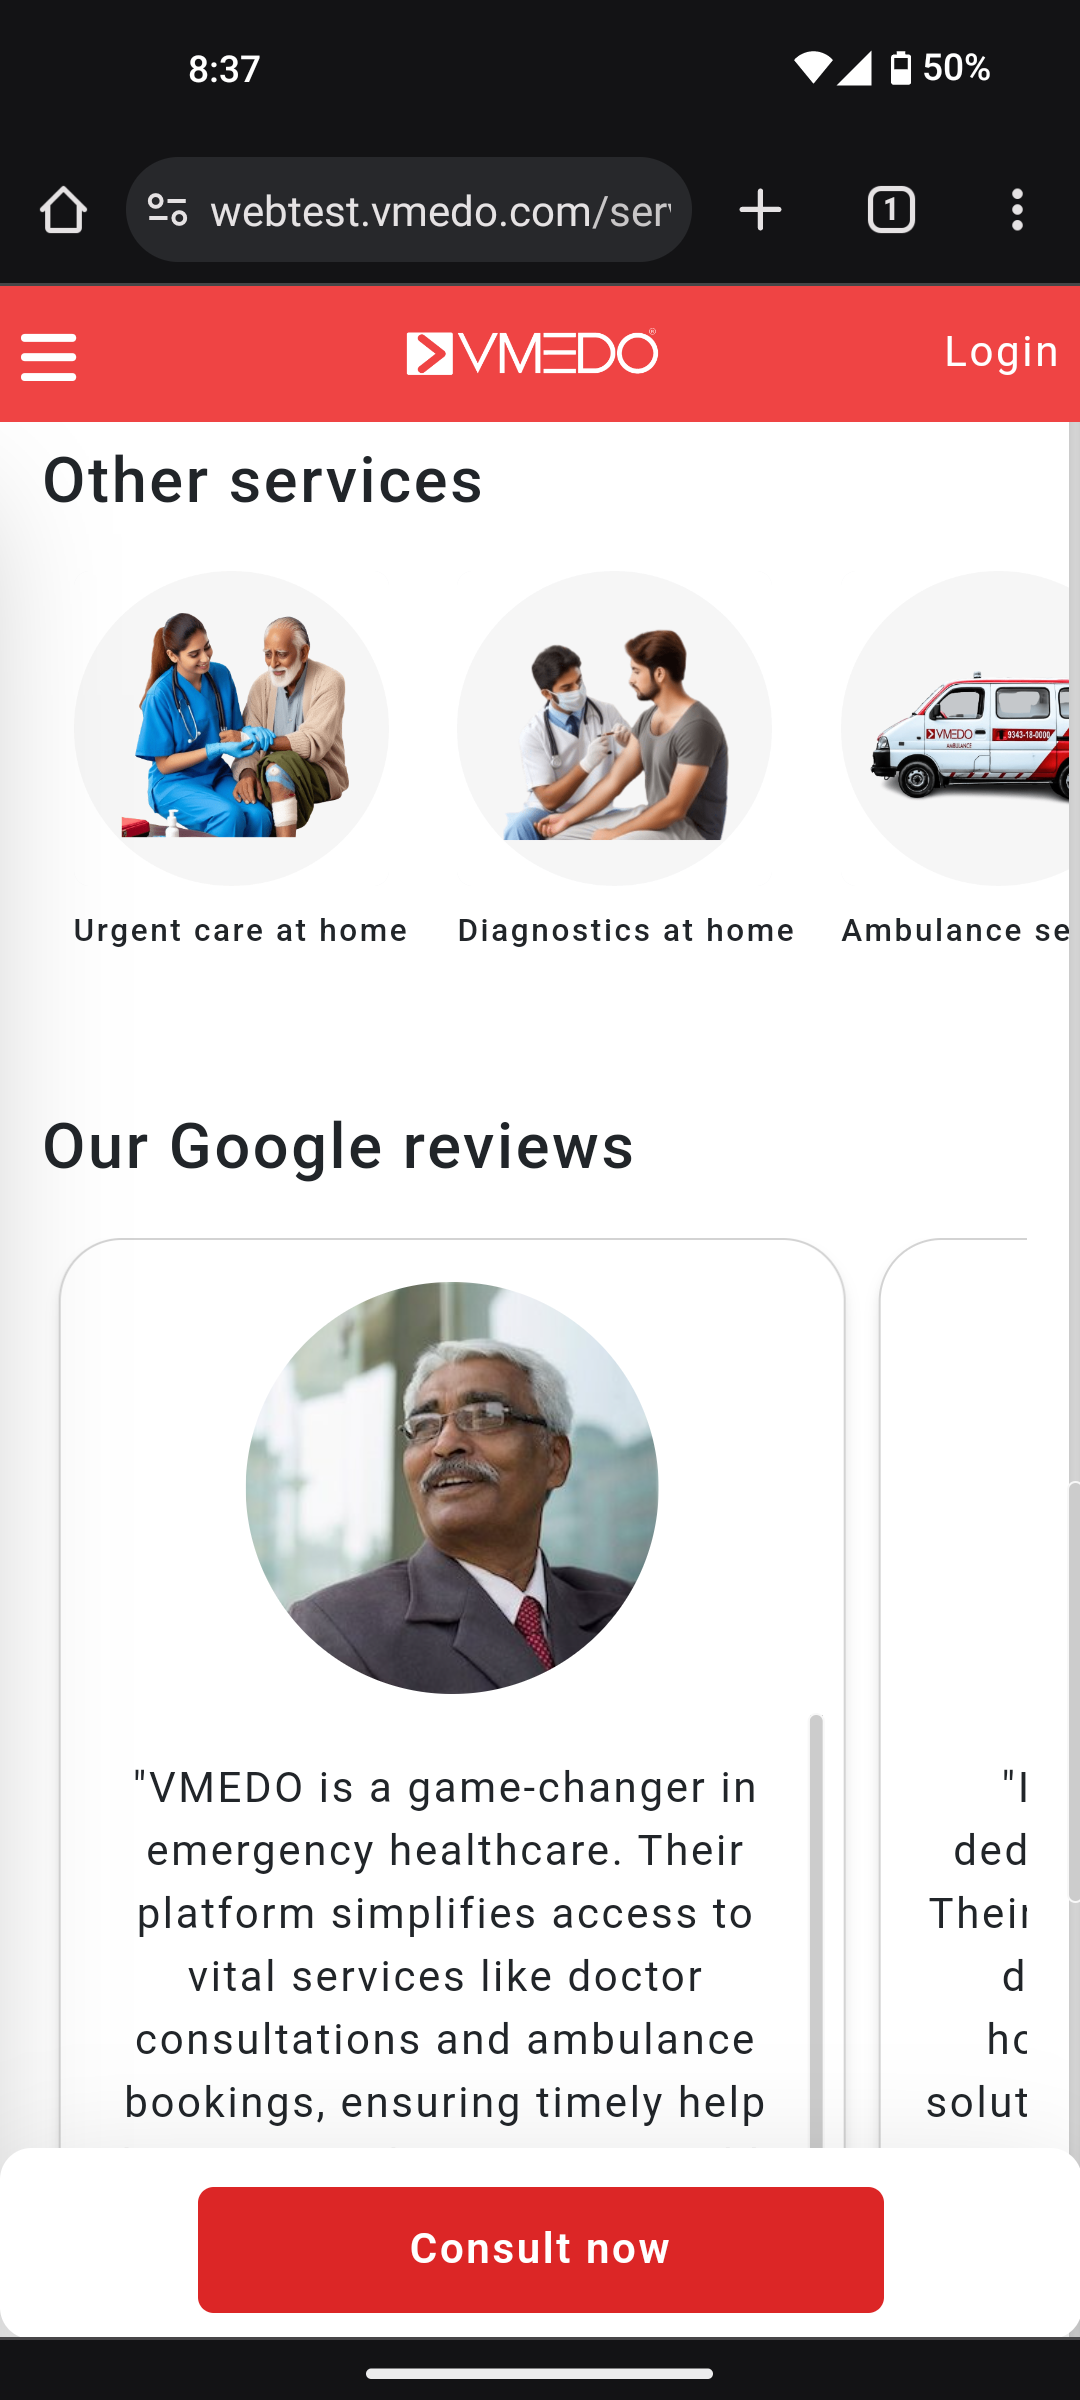 8:37
50%
webtest.vmedo.com/ser
1
VMEDO®
Login
Other services
VMEDO
AMBULANCE
9343-18-0000
Urgent care at home
Diagnostics at home
Ambulance se
Our Google reviews
"VMEDO is a game-changer in
emergency healthcare. Their
platform simplifies access to
vital services like doctor
consultations and ambulance
bookings, ensuring timely help
"I
ded
Their
d
ho
solut
Consult now